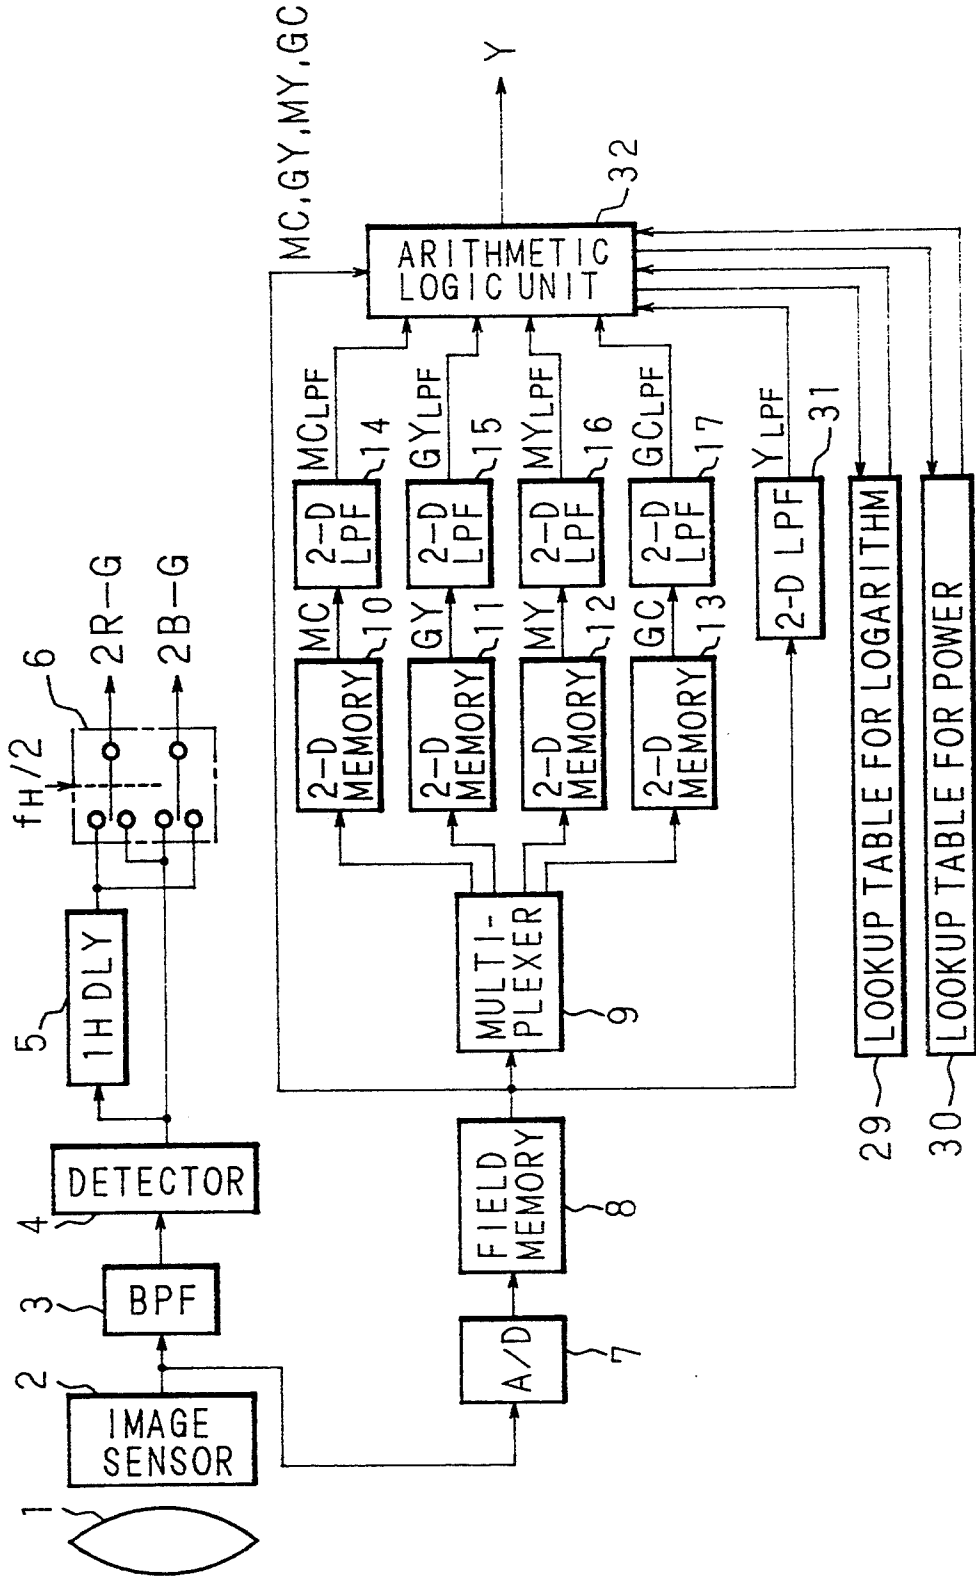 1
2
IMAGE
SENSOR
3
BPF
4
DETECTOR
5
1H DLY
fH/2
6
2R-G
2B-G
7
A/D
8
FIELD
MEMORY
9
MULTI-
PLEXER
2-D
MEMORY
10
MC
2-D
LPF
14
MCLPF
2-D
MEMORY
11
GY
2-D
LPF
15
GYLPF
2-D
MEMORY
12
MY
2-D
LPF
16
MYLPF
2-D
MEMORY
13
GC
2-D
LPF
17
GCLPF
2-D LPF
31
YLPF
MC,GY,MY,GC
ARITHMETIC
LOGIC UNIT
32
Y
29
LOOKUP TABLE FOR LOGARITHM
30
LOOKUP TABLE FOR POWER